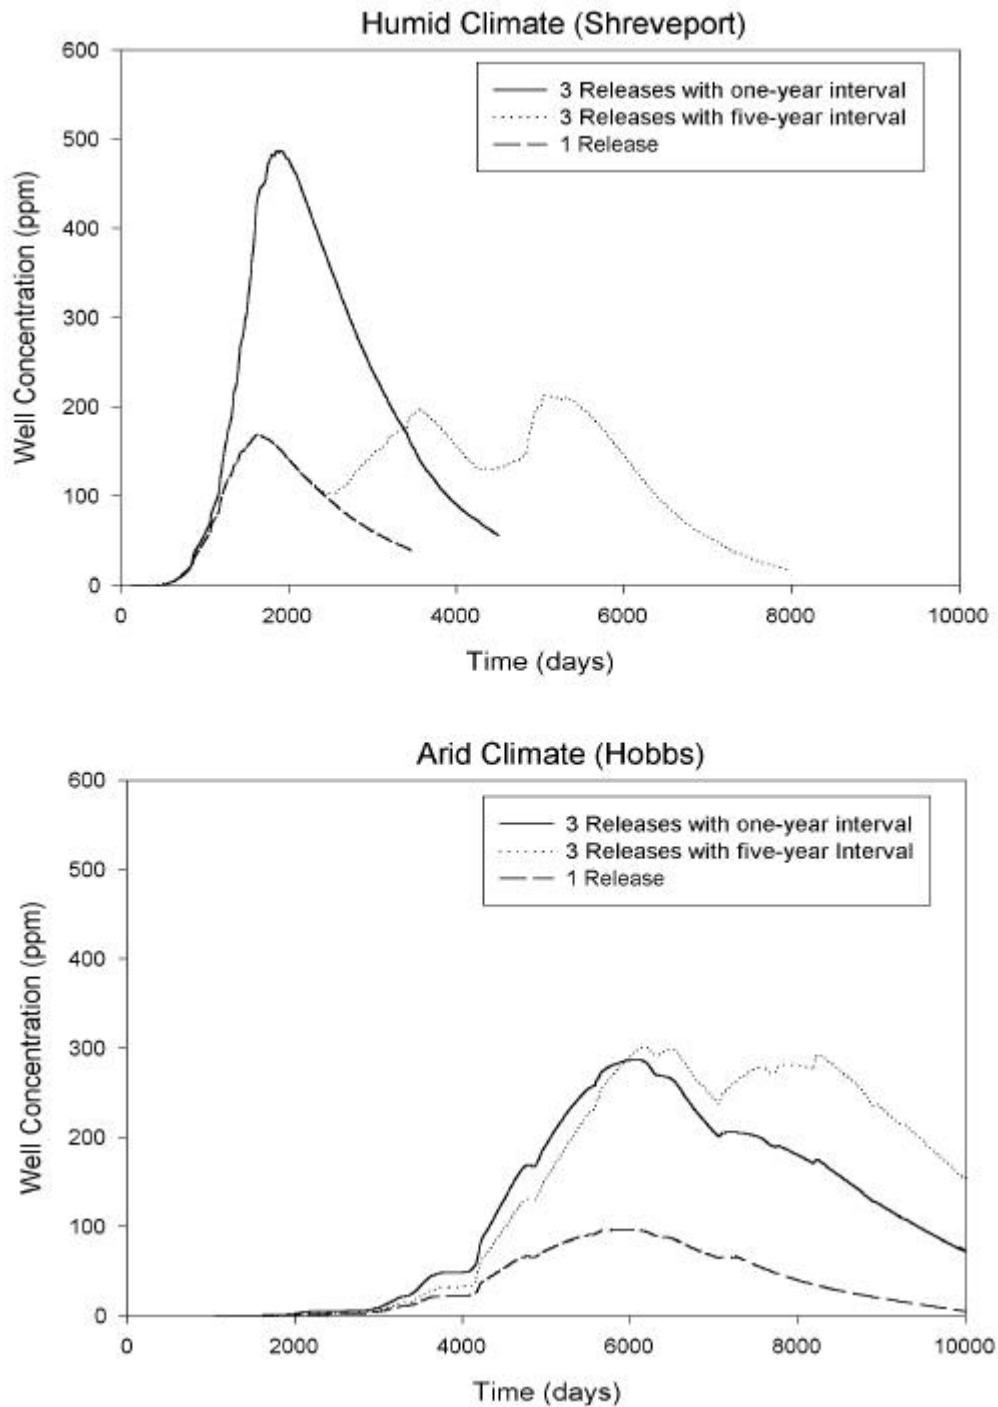 Humid Climate (Shreveport)
600
500
400
300
200
100
0
Well Concentration (ppm)
3 Releases with one-year interval
3 Releases with five-year interval
1 Release
0 2000 4000 6000 8000 10000
Time (days)
Arid Climate (Hobbs)
600
500
400
300
200
100
0
Well Concentration (ppm)
3 Releases with one-year interval
3 Releases with five-year Interval
1 Release
0 2000 4000 6000 8000 10000
Time (days)